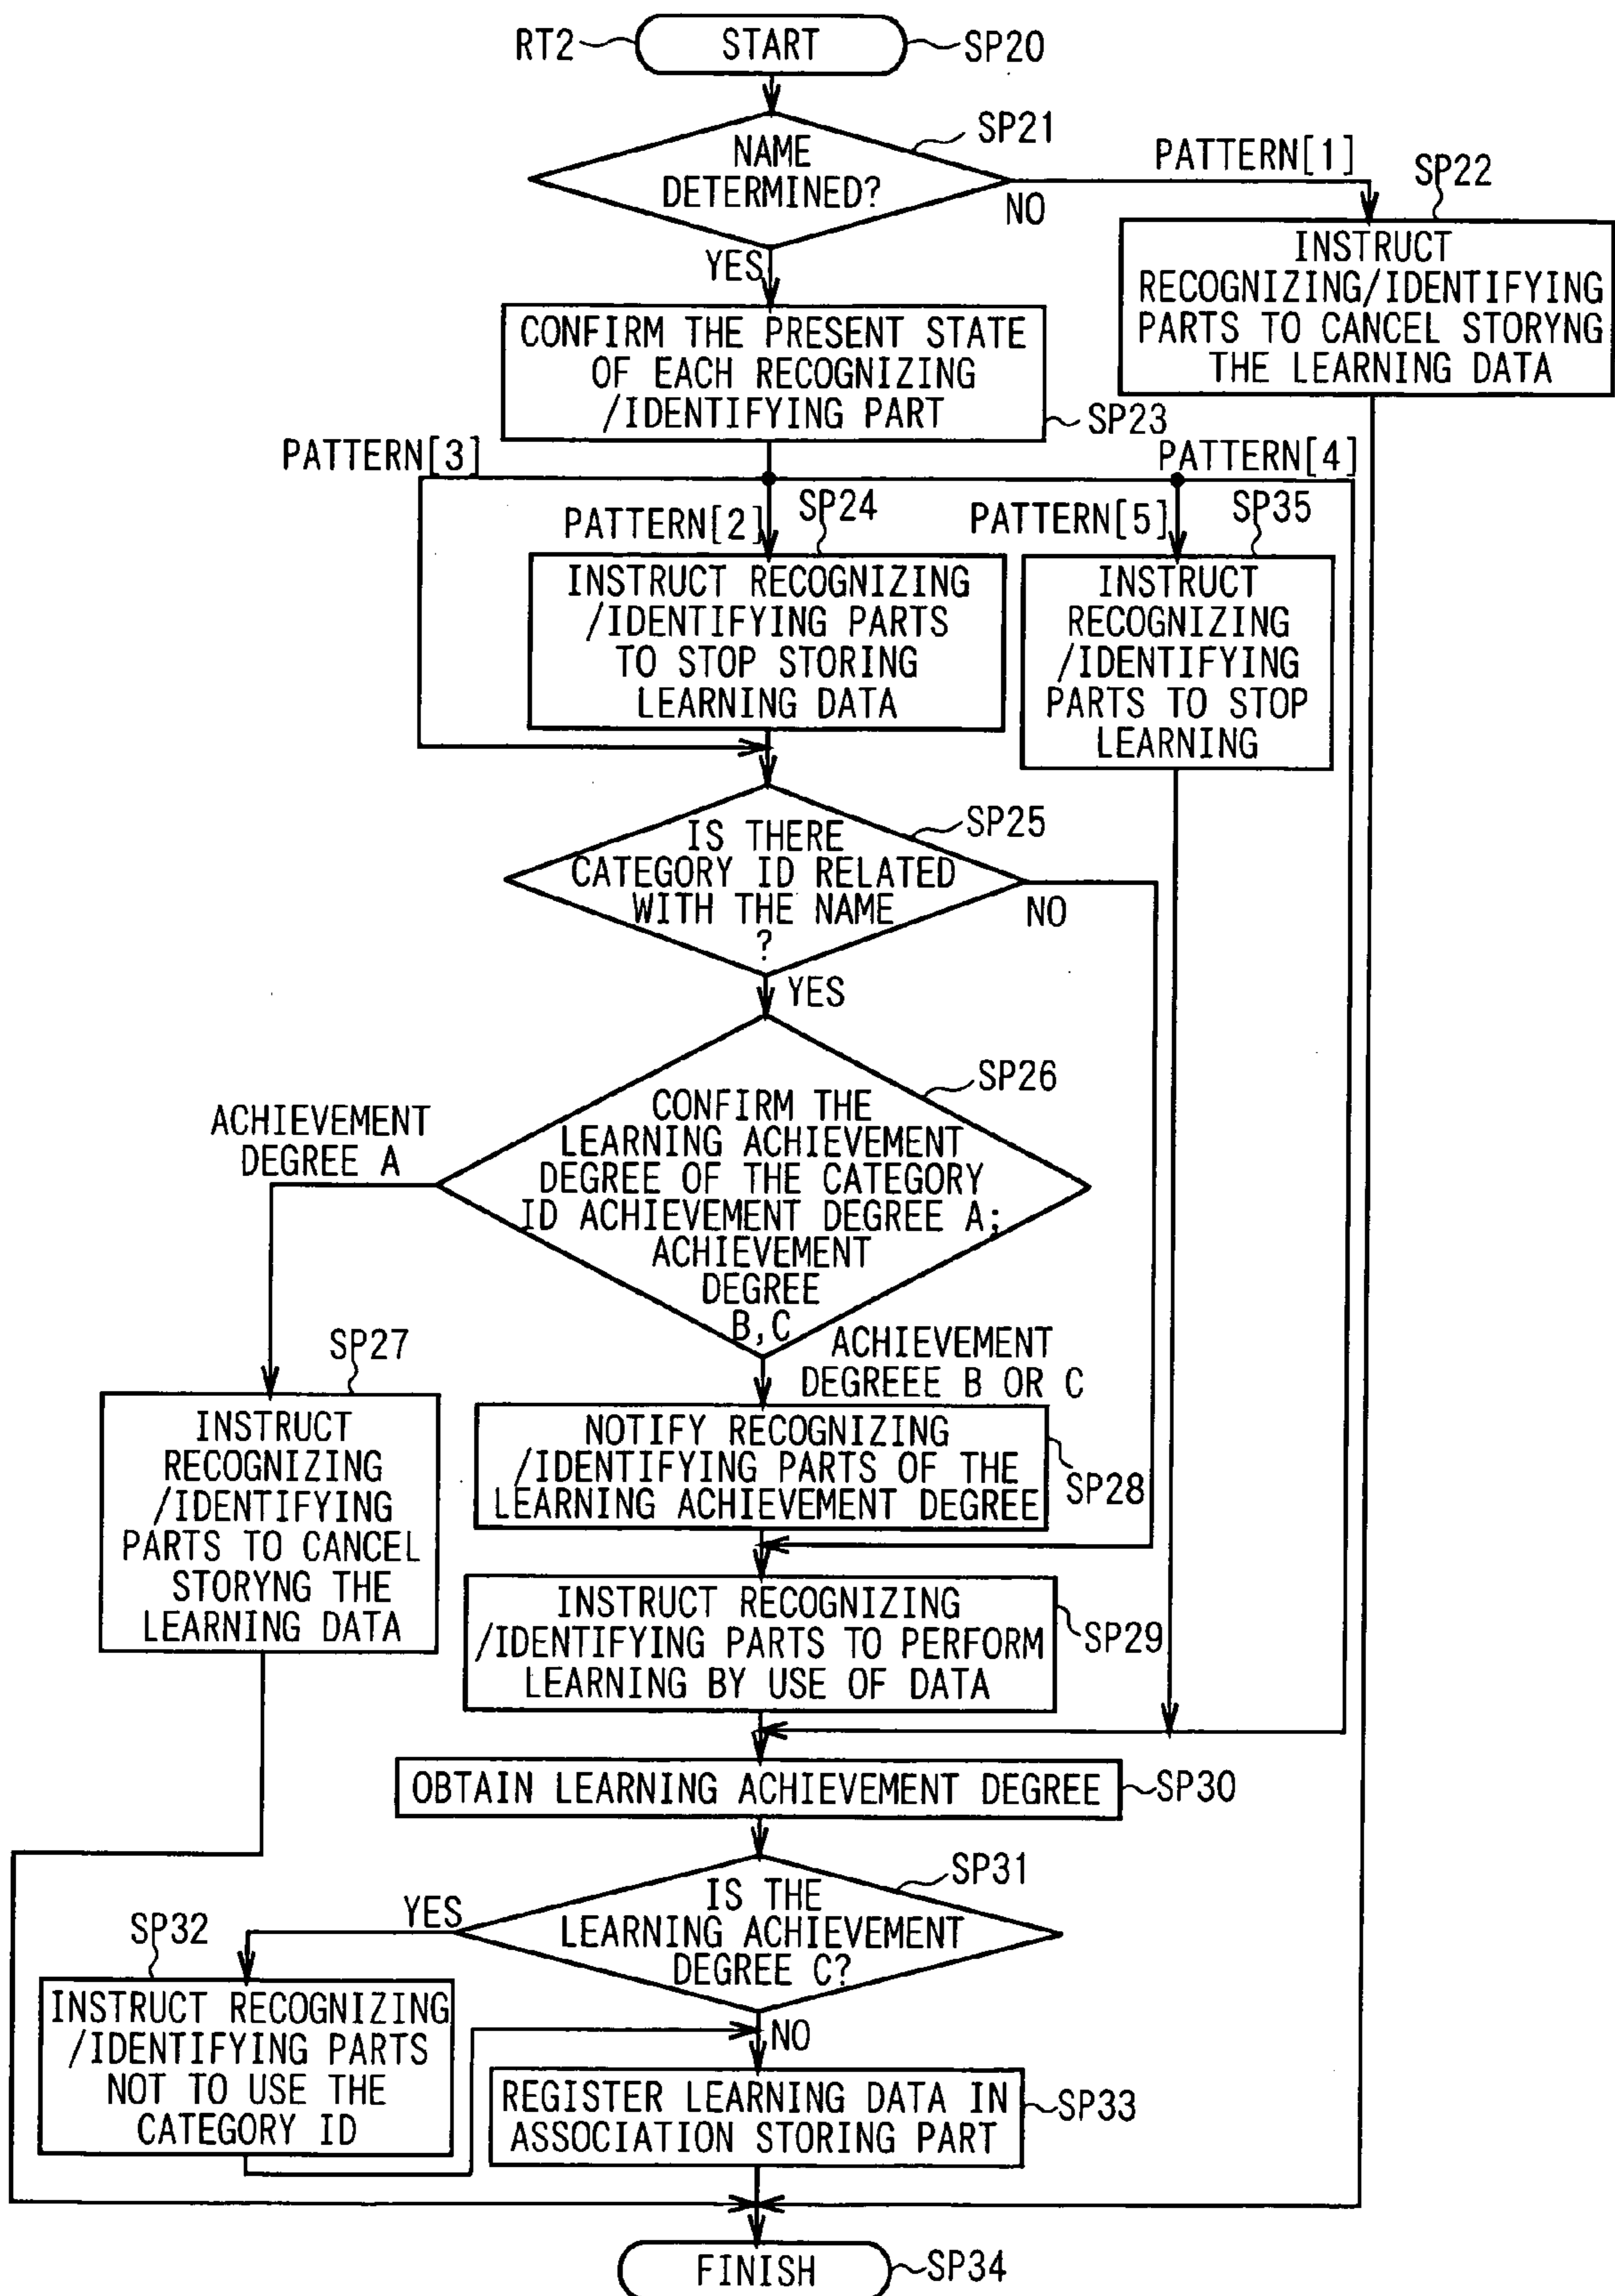 RT2
START
SP20
NAME
DETERMINED?
SP21
NO
PATTERN[1]
SP22
YES
INSTRUCT
RECOGNIZING/IDENTIFYING
PARTS TO CANCEL STORYNG
THE LEARNING DATA
CONFIRM THE PRESENT STATE
OF EACH RECOGNIZING
/IDENTIFYING PART
SP23
PATTERN[3]
PATTERN[4]
PATTERN[2]
SP24
PATTERN[5]
SP35
INSTRUCT RECOGNIZING
/IDENTIFYING PARTS
TO STOP STORING
LEARNING DATA
INSTRUCT
RECOGNIZING
/IDENTIFYING
PARTS TO STOP
LEARNING
IS THERE
CATEGORY ID RELATED
WITH THE NAME
?
SP25
NO
YES
CONFIRM THE
LEARNING ACHIEVEMENT
DEGREE OF THE CATEGORY
ID ACHIEVEMENT DEGREE A;
ACHIEVEMENT
DEGREE
B,C
SP26
ACHIEVEMENT
DEGREE A
SP27
ACHIEVEMENT
DEGREEE B OR C
INSTRUCT
RECOGNIZING
/IDENTIFYING
PARTS TO CANCEL
STORYNG THE
LEARNING DATA
NOTIFY RECOGNIZING
/IDENTIFYING PARTS OF THE
LEARNING ACHIEVEMENT DEGREE
SP28
INSTRUCT RECOGNIZING
/IDENTIFYING PARTS TO PERFORM
LEARNING BY USE OF DATA
SP29
OBTAIN LEARNING ACHIEVEMENT DEGREE
SP30
IS THE
LEARNING ACHIEVEMENT
DEGREE C?
SP31
YES
SP32
NO
INSTRUCT RECOGNIZING
/IDENTIFYING PARTS
NOT TO USE THE
CATEGORY ID
REGISTER LEARNING DATA IN
ASSOCIATION STORING PART
SP33
FINISH
SP34